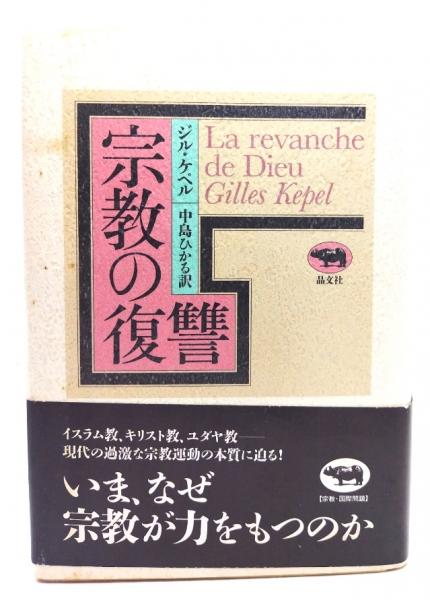 宗教の復讐
ジル・ケペル
中島ひかる訳
La revanche
de Dieu
Gilles Kepel
晶文社
イスラム教、キリスト教、ユダヤ教——
現代の過激な宗教運動の本質に迫る!
いま、なぜ
宗教が力をもつのか
【宗教・国際問題】